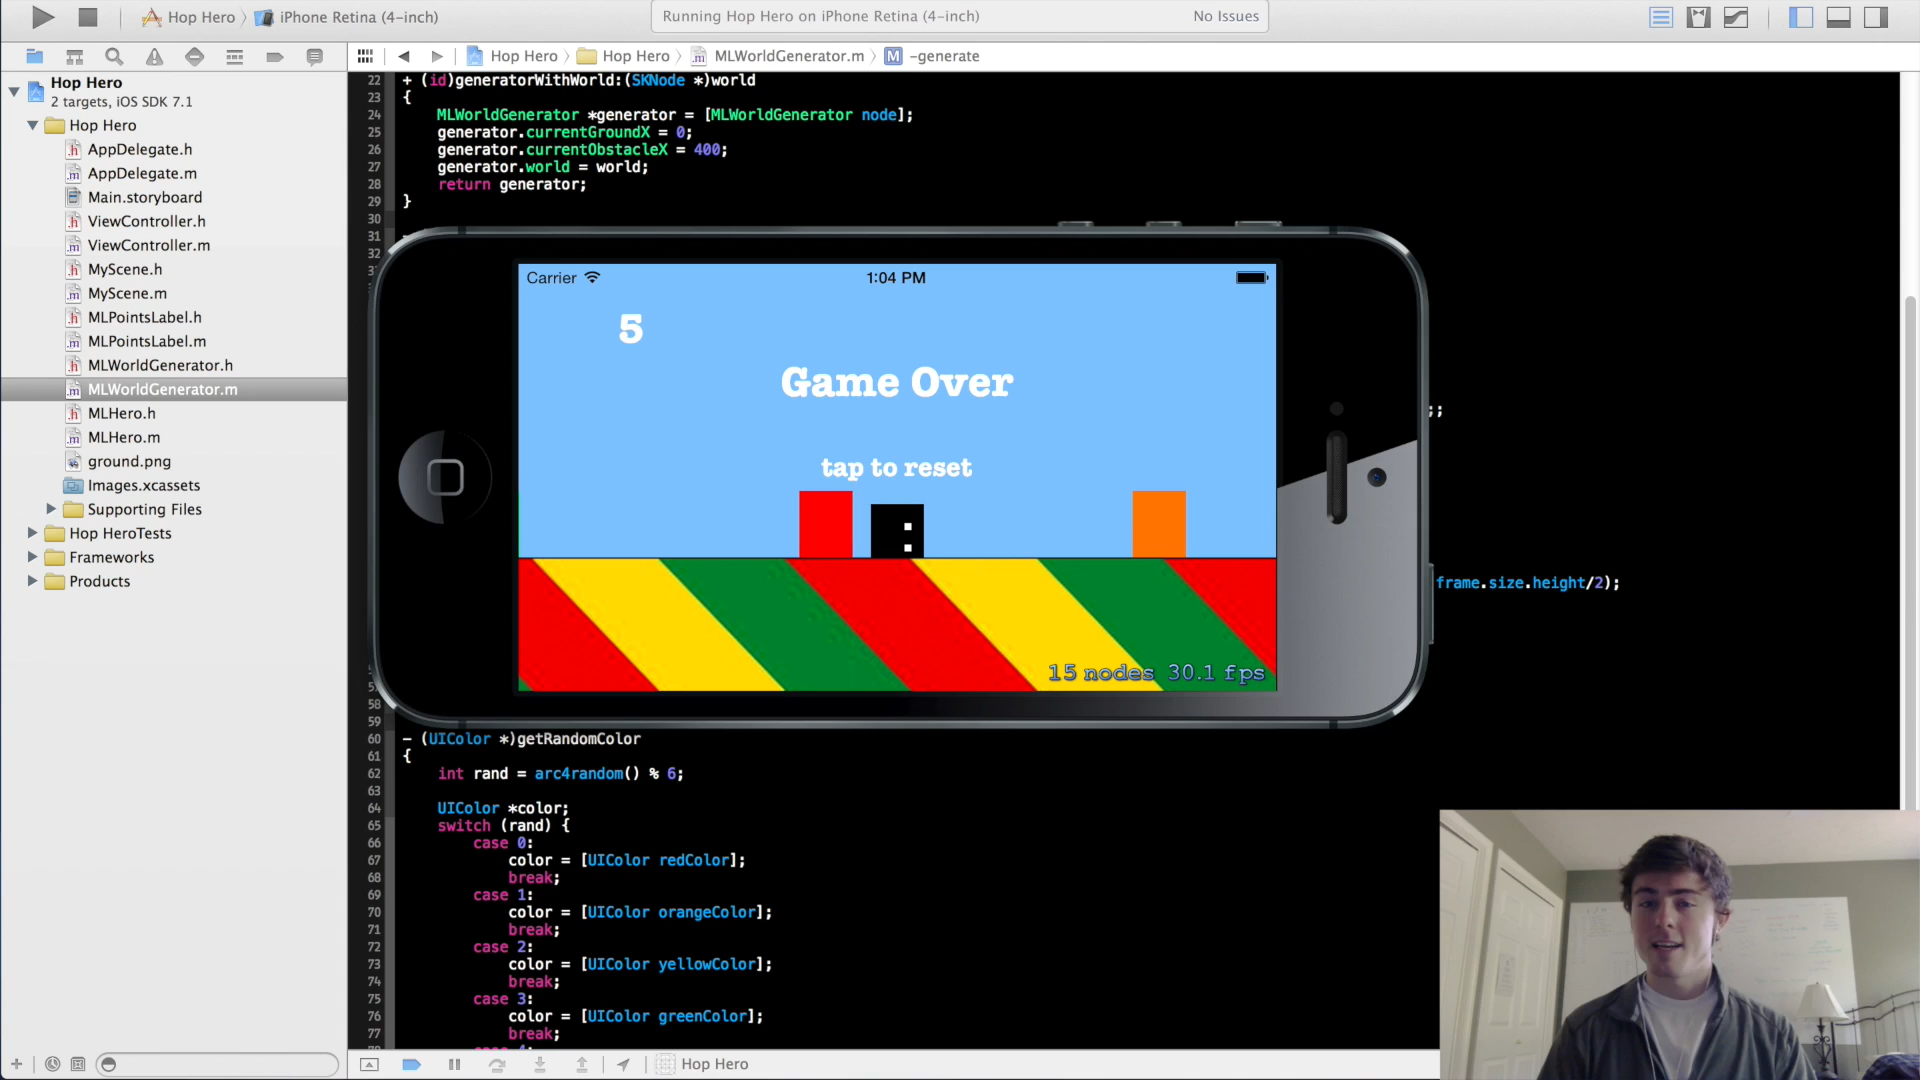 Hop Hero
iPhone Retina (4-inch)
Running Hop Hero on iPhone Retina (4-inch)
No Issues
Hop Hero
Hop Hero
MLWorldGenerator.m
M
-generate
Hop Hero
2 targets, iOS SDK 7.1
Hop Hero
AppDelegate.h
AppDelegate.m
Main.storyboard
ViewController.h
ViewController.m
MyScene.h
MyScene.m
MLPointsLabel.h
MLPointsLabel.m
MLWorldGenerator.h
MLWorldGenerator.m
MLHero.h
MLHero.m
ground.png
Images.xcassets
Supporting Files
Hop HeroTests
Frameworks
Products
22 + (id)generatorWithWorld:(SKNode *)world
23 {
24 MLWorldGenerator *generator = [MLWorldGenerator node];
25 generator.currentGroundX = 0;
26 generator.currentObstacleX = 400;
27 generator.world = world;
28 return generator;
29 }
30
31
32
;;
frame.size.height/2);
Carrier
1:04 PM
5
Game Over
tap to reset
15 nodes 30.1 fps
58
59
60 - (UIColor *)getRandomColor
61 {
62 int rand = arc4random() % 6;
63
64 UIColor *color;
65 switch (rand) {
66 case 0:
67 color = [UIColor redColor];
68 break;
69 case 1:
70 color = [UIColor orangeColor];
71 break;
72 case 2:
73 color = [UIColor yellowColor];
74 break;
75 case 3:
76 color = [UIColor greenColor];
77 break;
Hop Hero